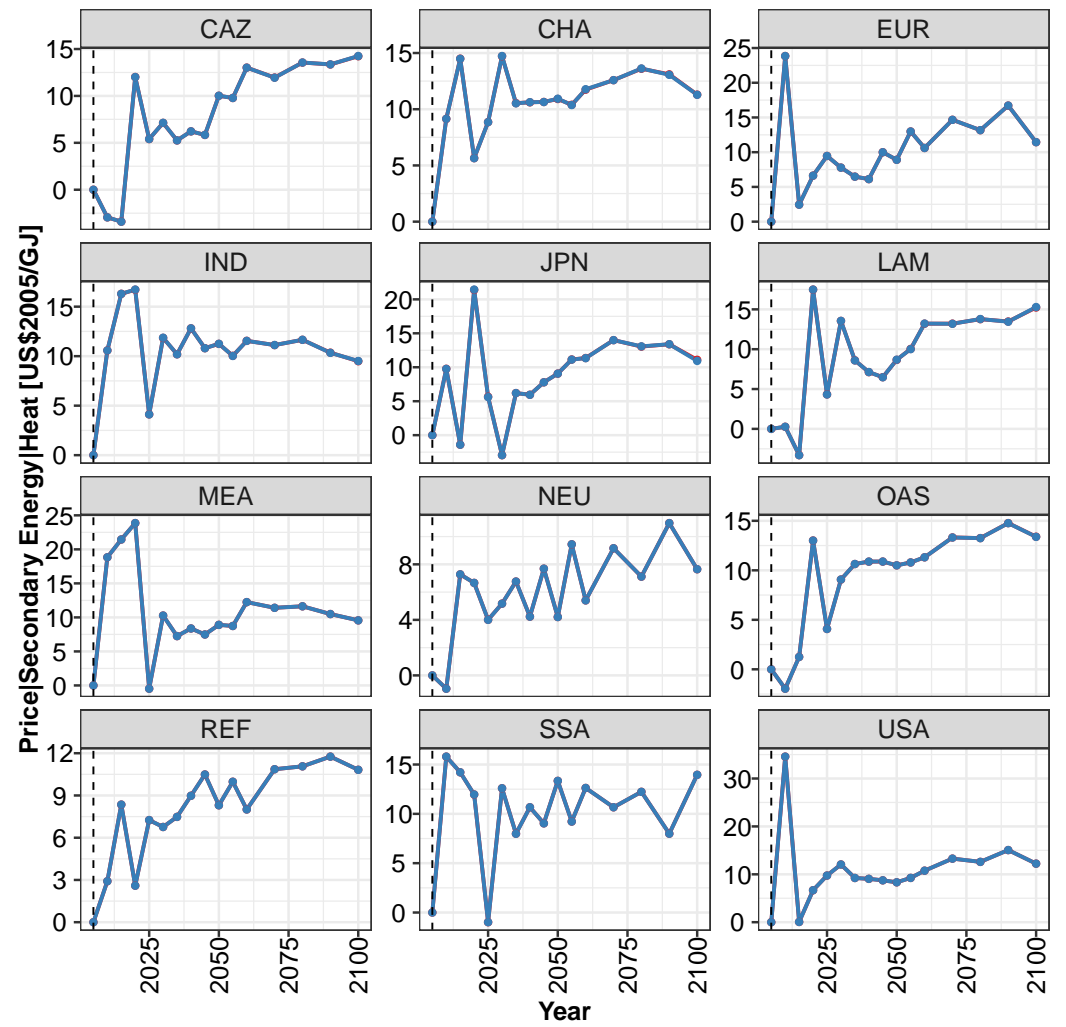 CAZ CHA EUR
15 10 5 0
15 10 5 0
25 20 15 10 5 0
IND JPN LAM
15 10 5 0
20 15 10 5 0
15 10 5 0
MEA NEU OAS
25 20 15 10 5 0
8 4 0
15 10 5 0
REF SSA USA
12 9 6 3 0
15 10 5 0
30 20 10 0
2025 2050 2075 2100
2025 2050 2075 2100
2025 2050 2075 2100
Year
Price|Secondary Energy|Heat [US$2005/GJ]